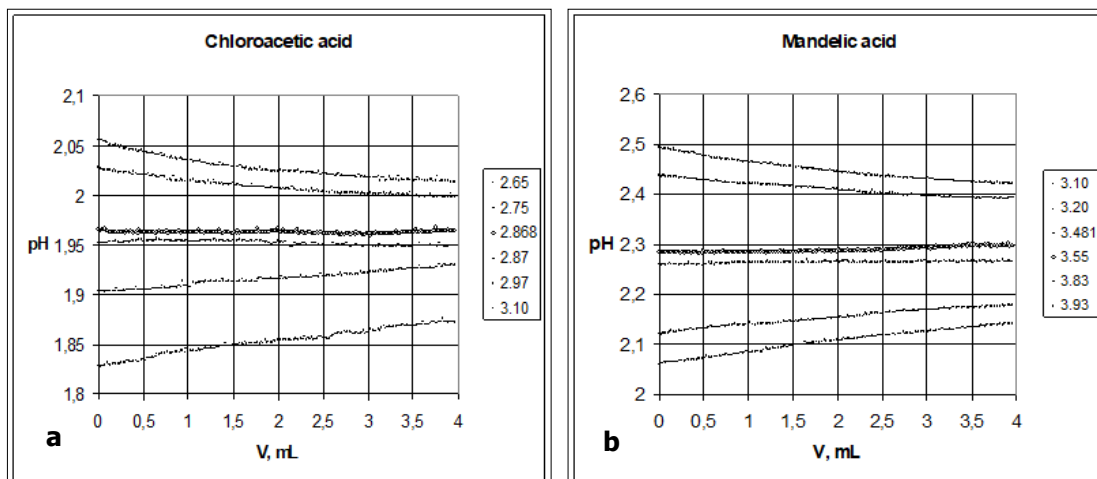 Chloroacetic acid
2,1
2,05
2
1,95
1,9
1,85
1,8
pH
0 0,5 1 1,5 2 2,5 3 3,5 4
V, mL
2.65
2.75
2.868
2.87
2.97
3.10
a
Mandelic acid
2,6
2,5
2,4
2,3
2,2
2,1
2
pH
0 0,5 1 1,5 2 2,5 3 3,5 4
V, mL
3.10
3.20
3.481
3.55
3.83
3.93
b